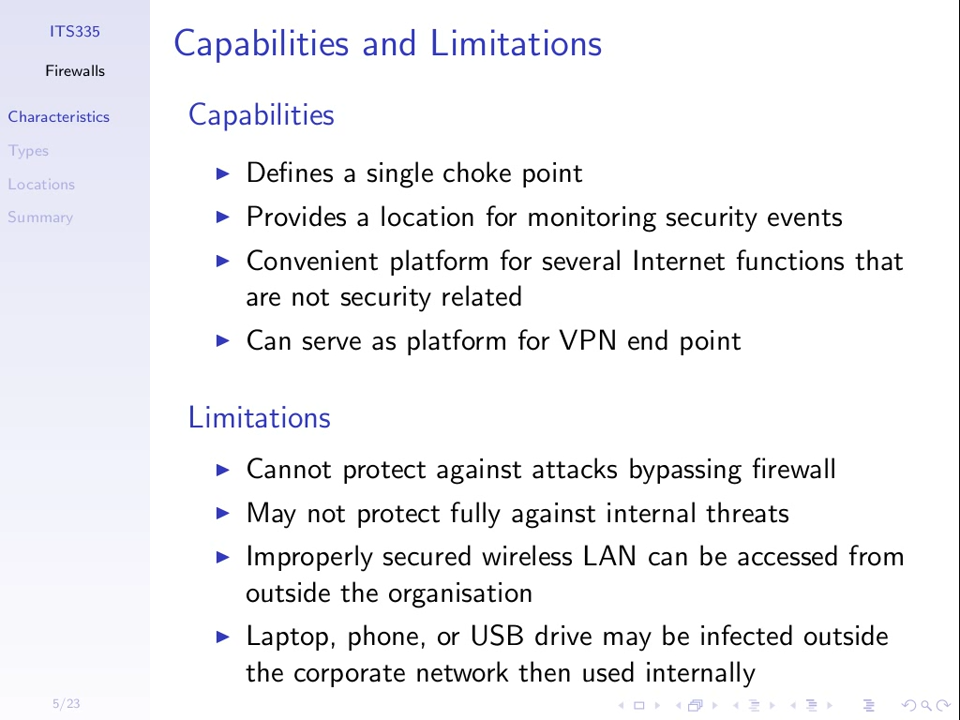 ITS335
Firewalls
Characteristics
Types
Locations
Summary
Capabilities and Limitations
Capabilities
Defines a single choke point
Provides a location for monitoring security events
Convenient platform for several Internet functions that
are not security related
Can serve as platform for VPN end point
Limitations
Cannot protect against attacks bypassing firewall
May not protect fully against internal threats
Improperly secured wireless LAN can be accessed from
outside the organisation
Laptop, phone, or USB drive may be infected outside
the corporate network then used internally
5/23